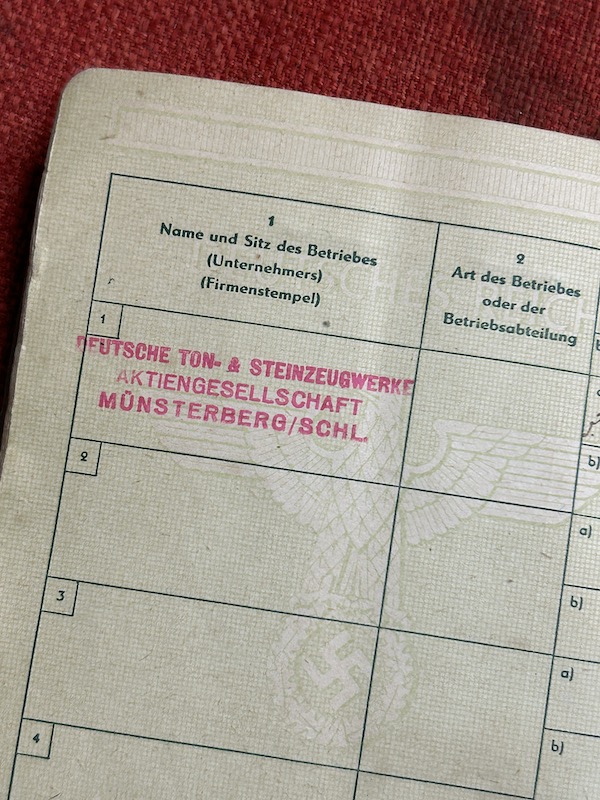 1
Name und Sitz des Betriebes
(Unternehmers)
(Firmenstempel)
2
Art des Betriebes
oder der
Betriebsabteilung
1
DEUTSCHE TON- & STEINZEUGWERKE
AKTIENGESELLSCHAFT
MÜNSTERBERG/SCHL.
b)
2
a)
b)
3
a)
b)
4